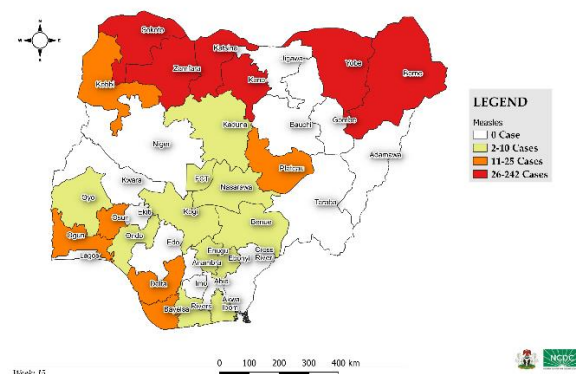 N
W E
S
Sokoto
Katsina
Jigawa
Yobe
Borno
Zamfara
Kano
Kebbi
Kaduna
Bauchi
Gombe
Niger
Adamawa
Plateau
FCT
Nasarawa
Kwara
Oyo
Taraba
Osun
Ekiti
Kogi
Benue
Ogun
Ondo
Edo
Enugu
Ebonyi
Cross
River
Lagos
Anambra
Delta
Imo
Abia
Akwa
Ibom
Bayelsa
Rivers
LEGEND
Measles
0 Case
2-10 Cases
11-25 Cases
26-242 Cases
0 100 200 300 400 km
NCDC